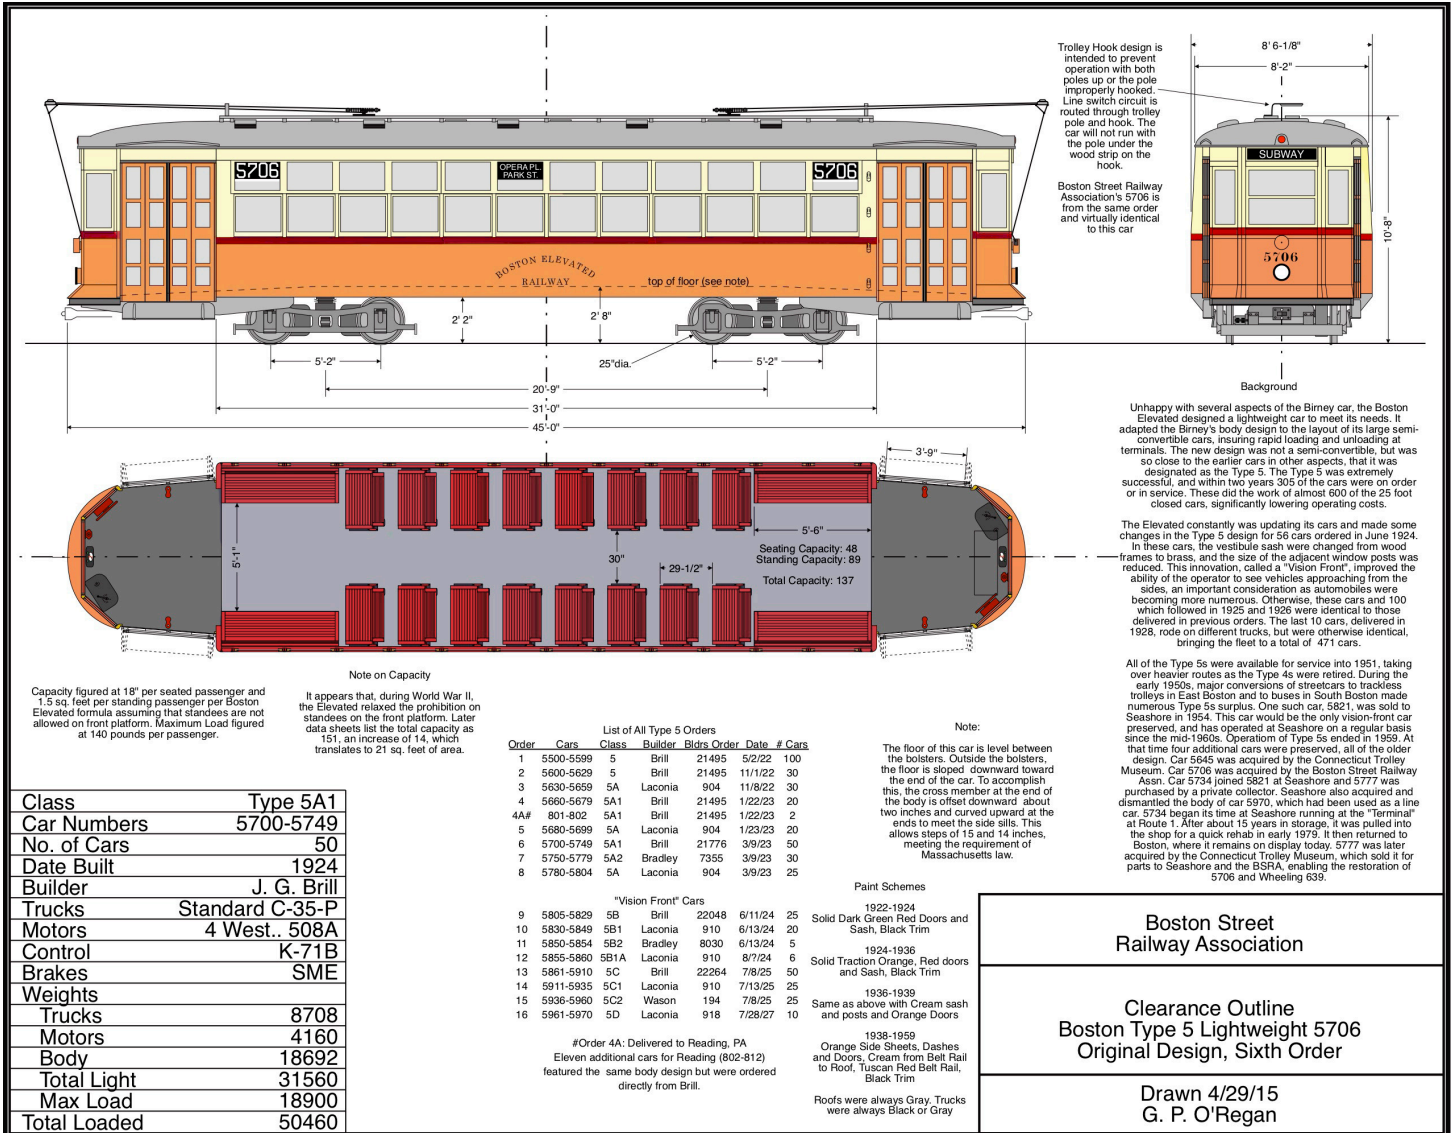 Trolley Hook design is
intended to prevent
operation with both
poles up or the pole
improperly hooked.
Line switch circuit is
routed through trolley
pole and hook. The
car will not run with
the pole under the
wood strip on the
hook.
Boston Street Railway
Association's 5706 is
from the same order
and virtually identical
to this car
8' 6-1/8"
8'-2"
SUBWAY
5706
10'-8"
5706
OPERA PL.
PARK ST.
5706
BOSTON ELEVATED
RAILWAY
top of floor (see note)
2' 2"
2' 8"
5'-2"
25"dia.
5'-2"
20'-9"
31'-0"
45'-0"
3'-9"
5'-1"
30"
29-1/2"
5'-6"
Seating Capacity: 48
Standing Capacity: 89
Total Capacity: 137
Background
Unhappy with several aspects of the Birney car, the Boston
Elevated designed a lightweight car to meet its needs. It
adapted the Birney's body design to the layout of its large semi-
convertible cars, insuring rapid loading and unloading at
terminals. The new design was not a semi-convertible, but was
so close to the earlier cars in other aspects, that it was
designated as the Type 5. The Type 5 was extremely
successful, and within two years 305 of the cars were on order
or in service. These did the work of almost 600 of the 25 foot
closed cars, significantly lowering operating costs.
The Elevated constantly was updating its cars and made some
changes in the Type 5 design for 56 cars ordered in June 1924.
In these cars, the vestibule sash were changed from wood
frames to brass, and the size of the adjacent window posts was
reduced. This innovation, called a "Vision Front", improved the
ability of the operator to see vehicles approaching from the
sides, an important consideration as automobiles were
becoming more numerous. Otherwise, these cars and 100
which followed in 1925 and 1926 were identical to those
delivered in previous orders. The last 10 cars, delivered in
1928, rode on different trucks, but were otherwise identical,
bringing the fleet to a total of 471 cars.
All of the Type 5s were available for service into 1951, taking
over heavier routes as the Type 4s were retired. During the
early 1950s, major conversions of streetcars to trackless
trolleys in East Boston and to buses in South Boston made
numerous Type 5s surplus. One such car, 5821, was sold to
Seashore in 1954. This car would be the only vision-front car
preserved, and has operated at Seashore on a regular basis
since the mid-1960s. Operatiom of Type 5s ended in 1959. At
that time four additional cars were preserved, all of the older
design. Car 5645 was acquired by the Connecticut Trolley
Museum. Car 5706 was acquired by the Boston Street Railway
Assn. Car 5734 joined 5821 at Seashore and 5777 was
purchased by a private collector. Seashore also acquired and
dismantled the body of car 5970, which had been used as a line
car. 5734 began its time at Seashore running at the "Terminal"
at Route 1. After about 15 years in storage, it was pulled into
the shop for a quick rehab in early 1979. It then returned to
Boston, where it remains on display today. 5777 was later
acquired by the Connecticut Trolley Museum, which sold it for
parts to Seashore and the BSRA, enabling the restoration of
5706 and Wheeling 639.
Capacity figured at 18" per seated passenger and
1.5 sq. feet per standing passenger per Boston
Elevated formula assuming that standees are not
allowed on front platform. Maximum Load figured
at 140 pounds per passenger.
Note on Capacity
It appears that, during World War II,
the Elevated relaxed the prohibition on
standees on the front platform. Later
data sheets list the total capacity as
151, an increase of 14, which
translates to 21 sq. feet of area.
Class Type 5A1
Car Numbers 5700-5749
No. of Cars 50
Date Built 1924
Builder J. G. Brill
Trucks Standard C-35-P
Motors 4 West.. 508A
Control K-71B
Brakes SME
Weights
Trucks 8708
Motors 4160
Body 18692
Total Light 31560
Max Load 18900
Total Loaded 50460
List of All Type 5 Orders
Order Cars Class Builder Bldrs Order Date # Cars
1 5500-5599 5 Brill 21495 5/2/22 100
2 5600-5629 5 Brill 21495 11/1/22 30
3 5630-5659 5A Laconia 904 11/8/22 30
4 5660-5679 5A1 Brill 21495 1/22/23 20
4A# 801-802 5A1 Brill 21495 1/22/23 2
5 5680-5699 5A Laconia 904 1/23/23 20
6 5700-5749 5A1 Brill 21776 3/9/23 50
7 5750-5779 5A2 Bradley 7355 3/9/23 30
8 5780-5804 5A Laconia 904 3/9/23 25
"Vision Front" Cars
9 5805-5829 5B Brill 22048 6/11/24 25
10 5830-5849 5B1 Laconia 910 6/13/24 20
11 5850-5854 5B2 Bradley 8030 6/13/24 5
12 5855-5860 5B1A Laconia 910 8/?/24 6
13 5861-5910 5C Brill 22264 7/8/25 50
14 5911-5935 5C1 Laconia 910 7/13/25 25
15 5936-5960 5C2 Wason 194 7/8/25 25
16 5961-5970 5D Laconia 918 7/28/27 10
#Order 4A: Delivered to Reading, PA
Eleven additional cars for Reading (802-812)
featured the same body design but were ordered
directly from Brill.
Note:
The floor of this car is level between
the bolsters. Outside the bolsters,
the floor is sloped downward toward
the end of the car. To accomplish
this, the cross member at the end of
the body is offset downward about
two inches and curved upward at the
ends to meet the side sills. This
allows steps of 15 and 14 inches,
meeting the requirement of
Massachusetts law.
Paint Schemes
1922-1924
Solid Dark Green Red Doors and
Sash, Black Trim
1924-1936
Solid Traction Orange, Red doors
and Sash, Black Trim
1936-1939
Same as above with Cream sash
and posts and Orange Doors
1938-1959
Orange Side Sheets, Dashes
and Doors, Cream from Belt Rail
to Roof, Tuscan Red Belt Rail,
Black Trim
Roofs were always Gray. Trucks
were always Black or Gray
Boston Street
Railway Association
Clearance Outline
Boston Type 5 Lightweight 5706
Original Design, Sixth Order
Drawn 4/29/15
G. P. O'Regan